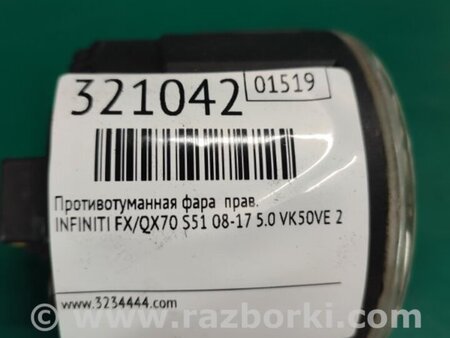 321042
01519
Противотуманная фара прав.
INFINITI FX/QX70 S51 08-17 5.0 VK50VE 2
www.3234444.com
www.razborki.com